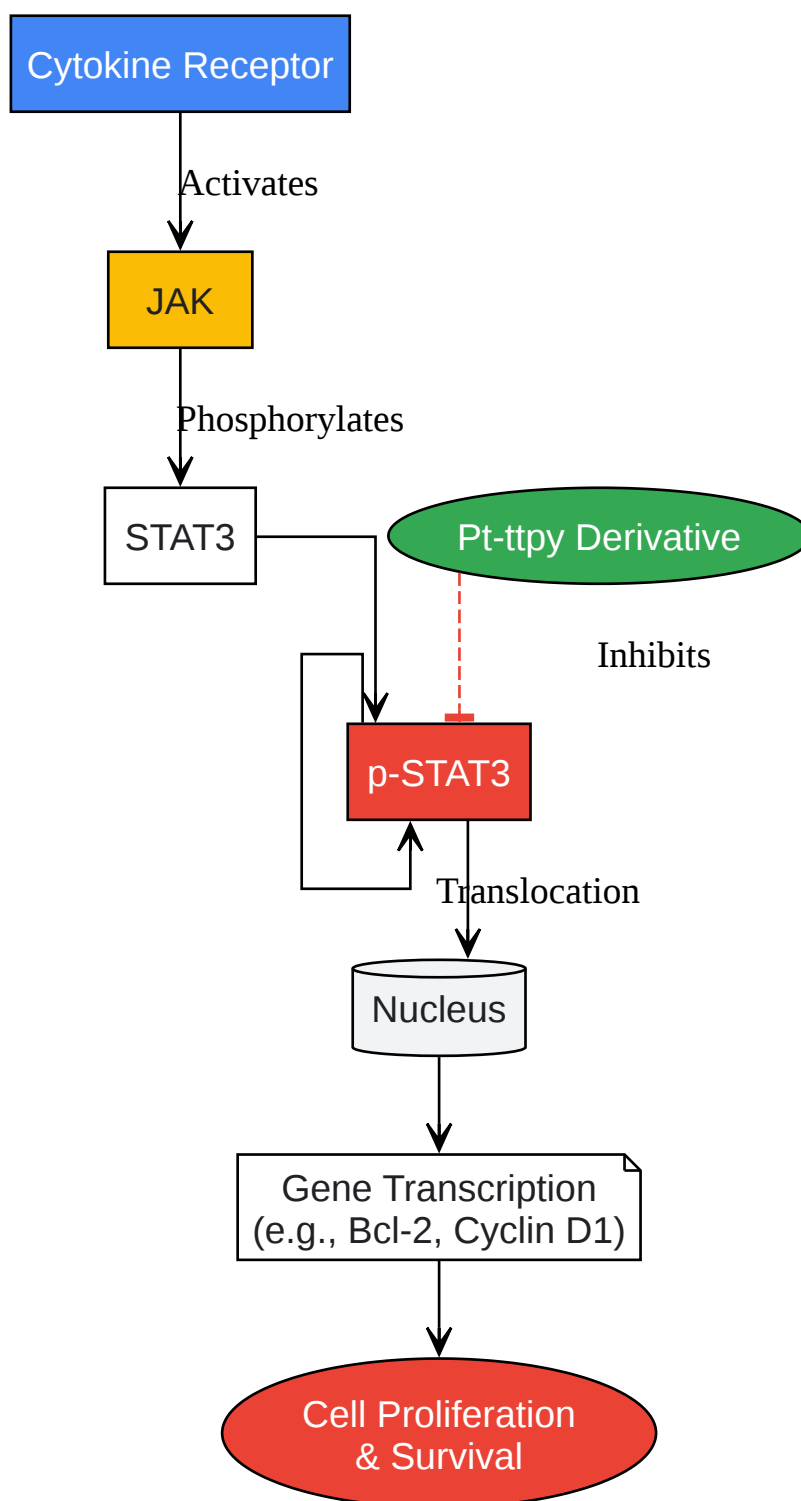 Cytokine Receptor
Activates
JAK
Phosphorylates
STAT3
Pt-ttpy Derivative
Inhibits
p-STAT3
Translocation
Nucleus
Gene Transcription
(e.g., Bcl-2, Cyclin D1)
Cell Proliferation
& Survival